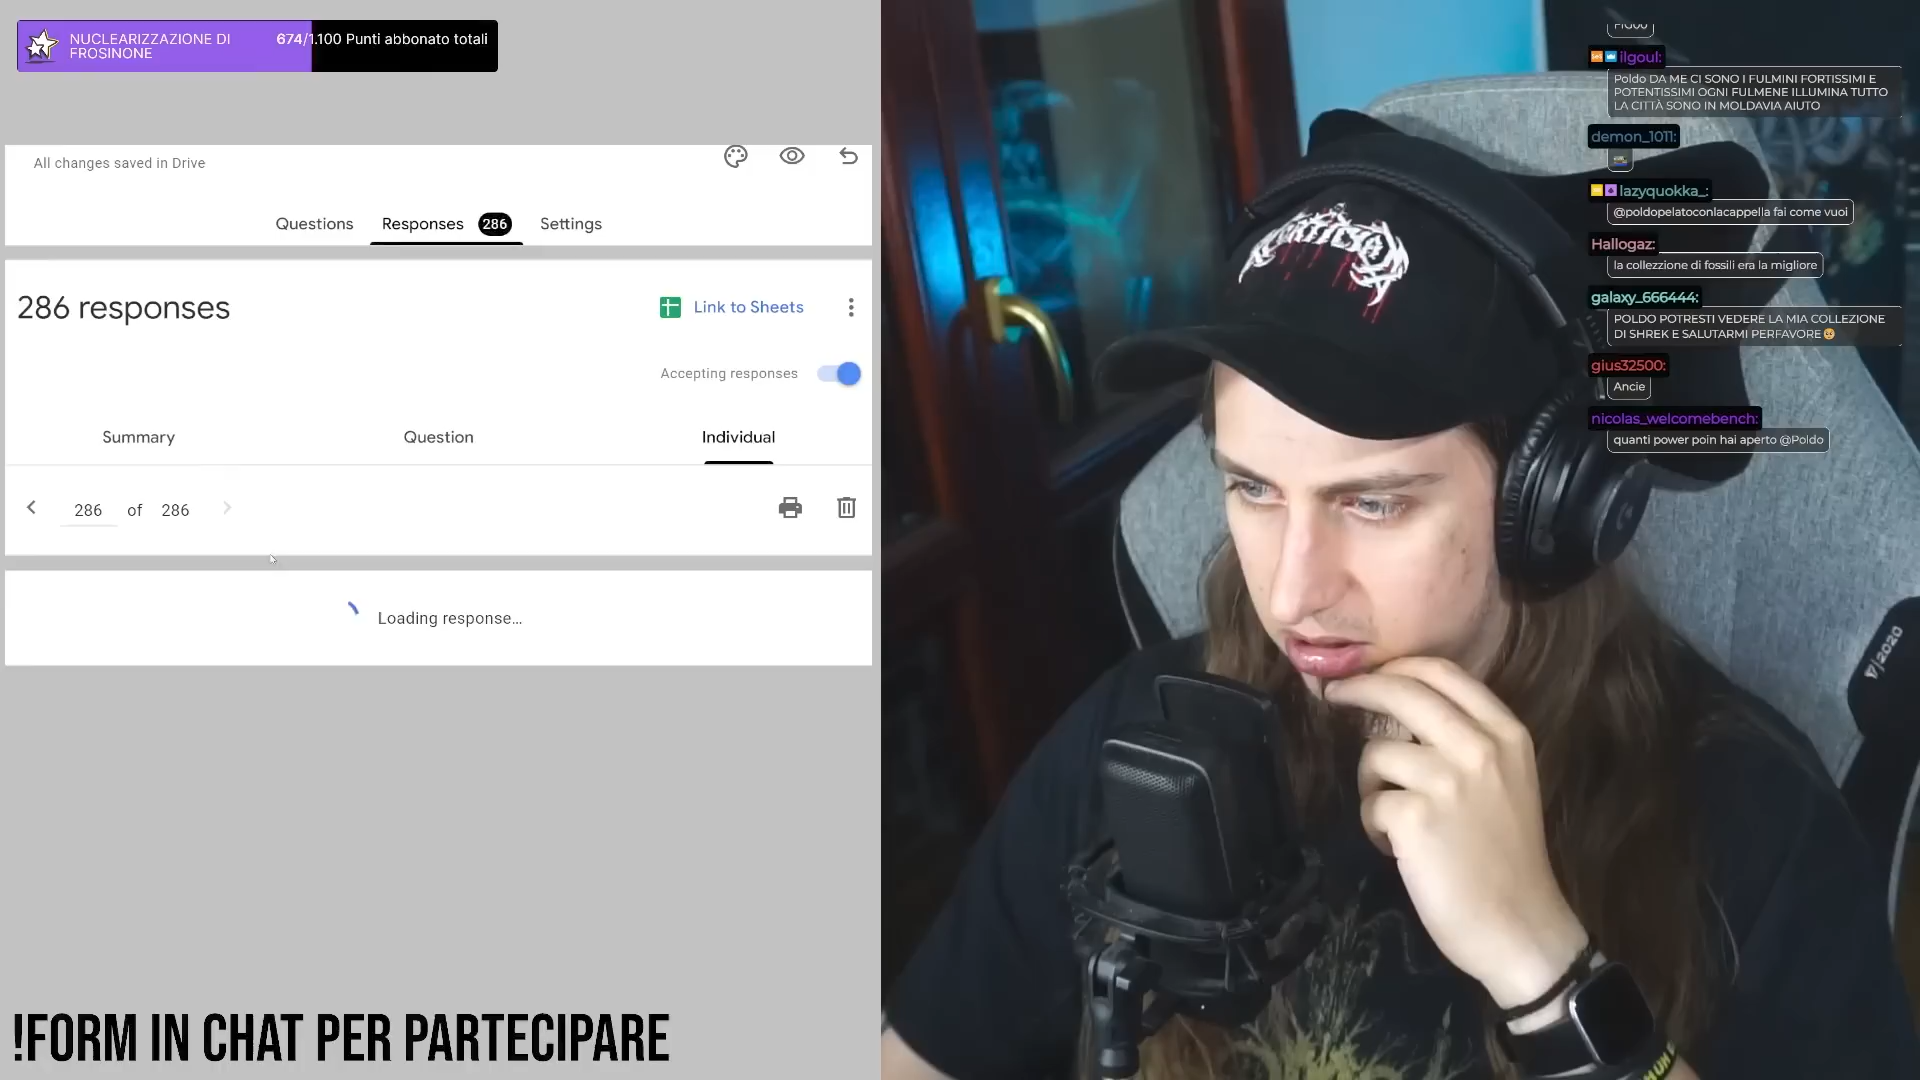 NUCLEARIZZAZIONE DI
FROSINONE
674/1.100 Punti abbonato totali
All changes saved in Drive
Questions
Responses
286
Settings
286 responses
Link to Sheets
Accepting responses
Summary
Question
Individual
286 of 286
Loading response...
!FORM IN CHAT PER PARTECIPARE
ilgoul:
Poldo DA ME CI SONO I FULMINI FORTISSIMI E
POTENTISSIMI OGNI FULMENE ILLUMINA TUTTO
LA CITTÀ SONO IN MOLDAVIA AIUTO
demon_1011:
lazyquokka_:
@poldopelatoconlacappella fai come vuoi
Hallogaz:
la collezzione di fossili era la migliore
galaxy_666444:
POLDO POTRESTI VEDERE LA MIA COLLEZIONE
DI SHREK E SALUTARMI PERFAVORE🥺
gius32500:
Ancie
nicolas_welcomebench:
quanti power poin hai aperto @Poldo
/2020